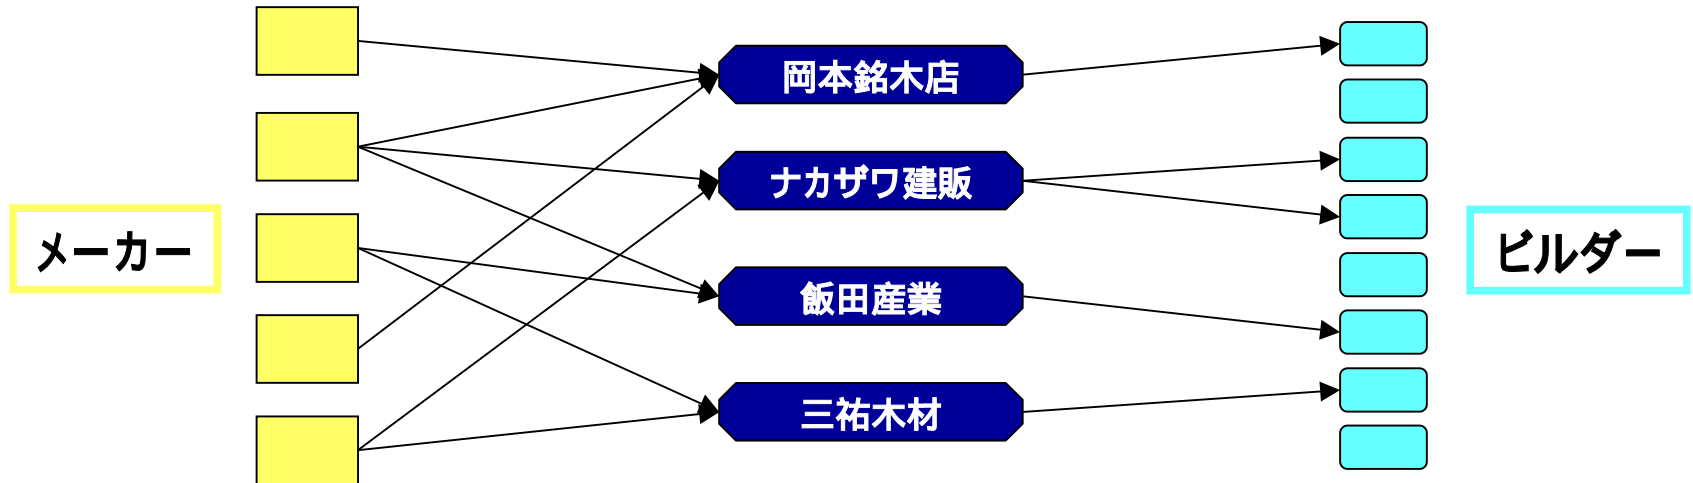 メーカー
岡本銘木店
ナカザワ建販
飯田産業
三祐木材
ビルダー